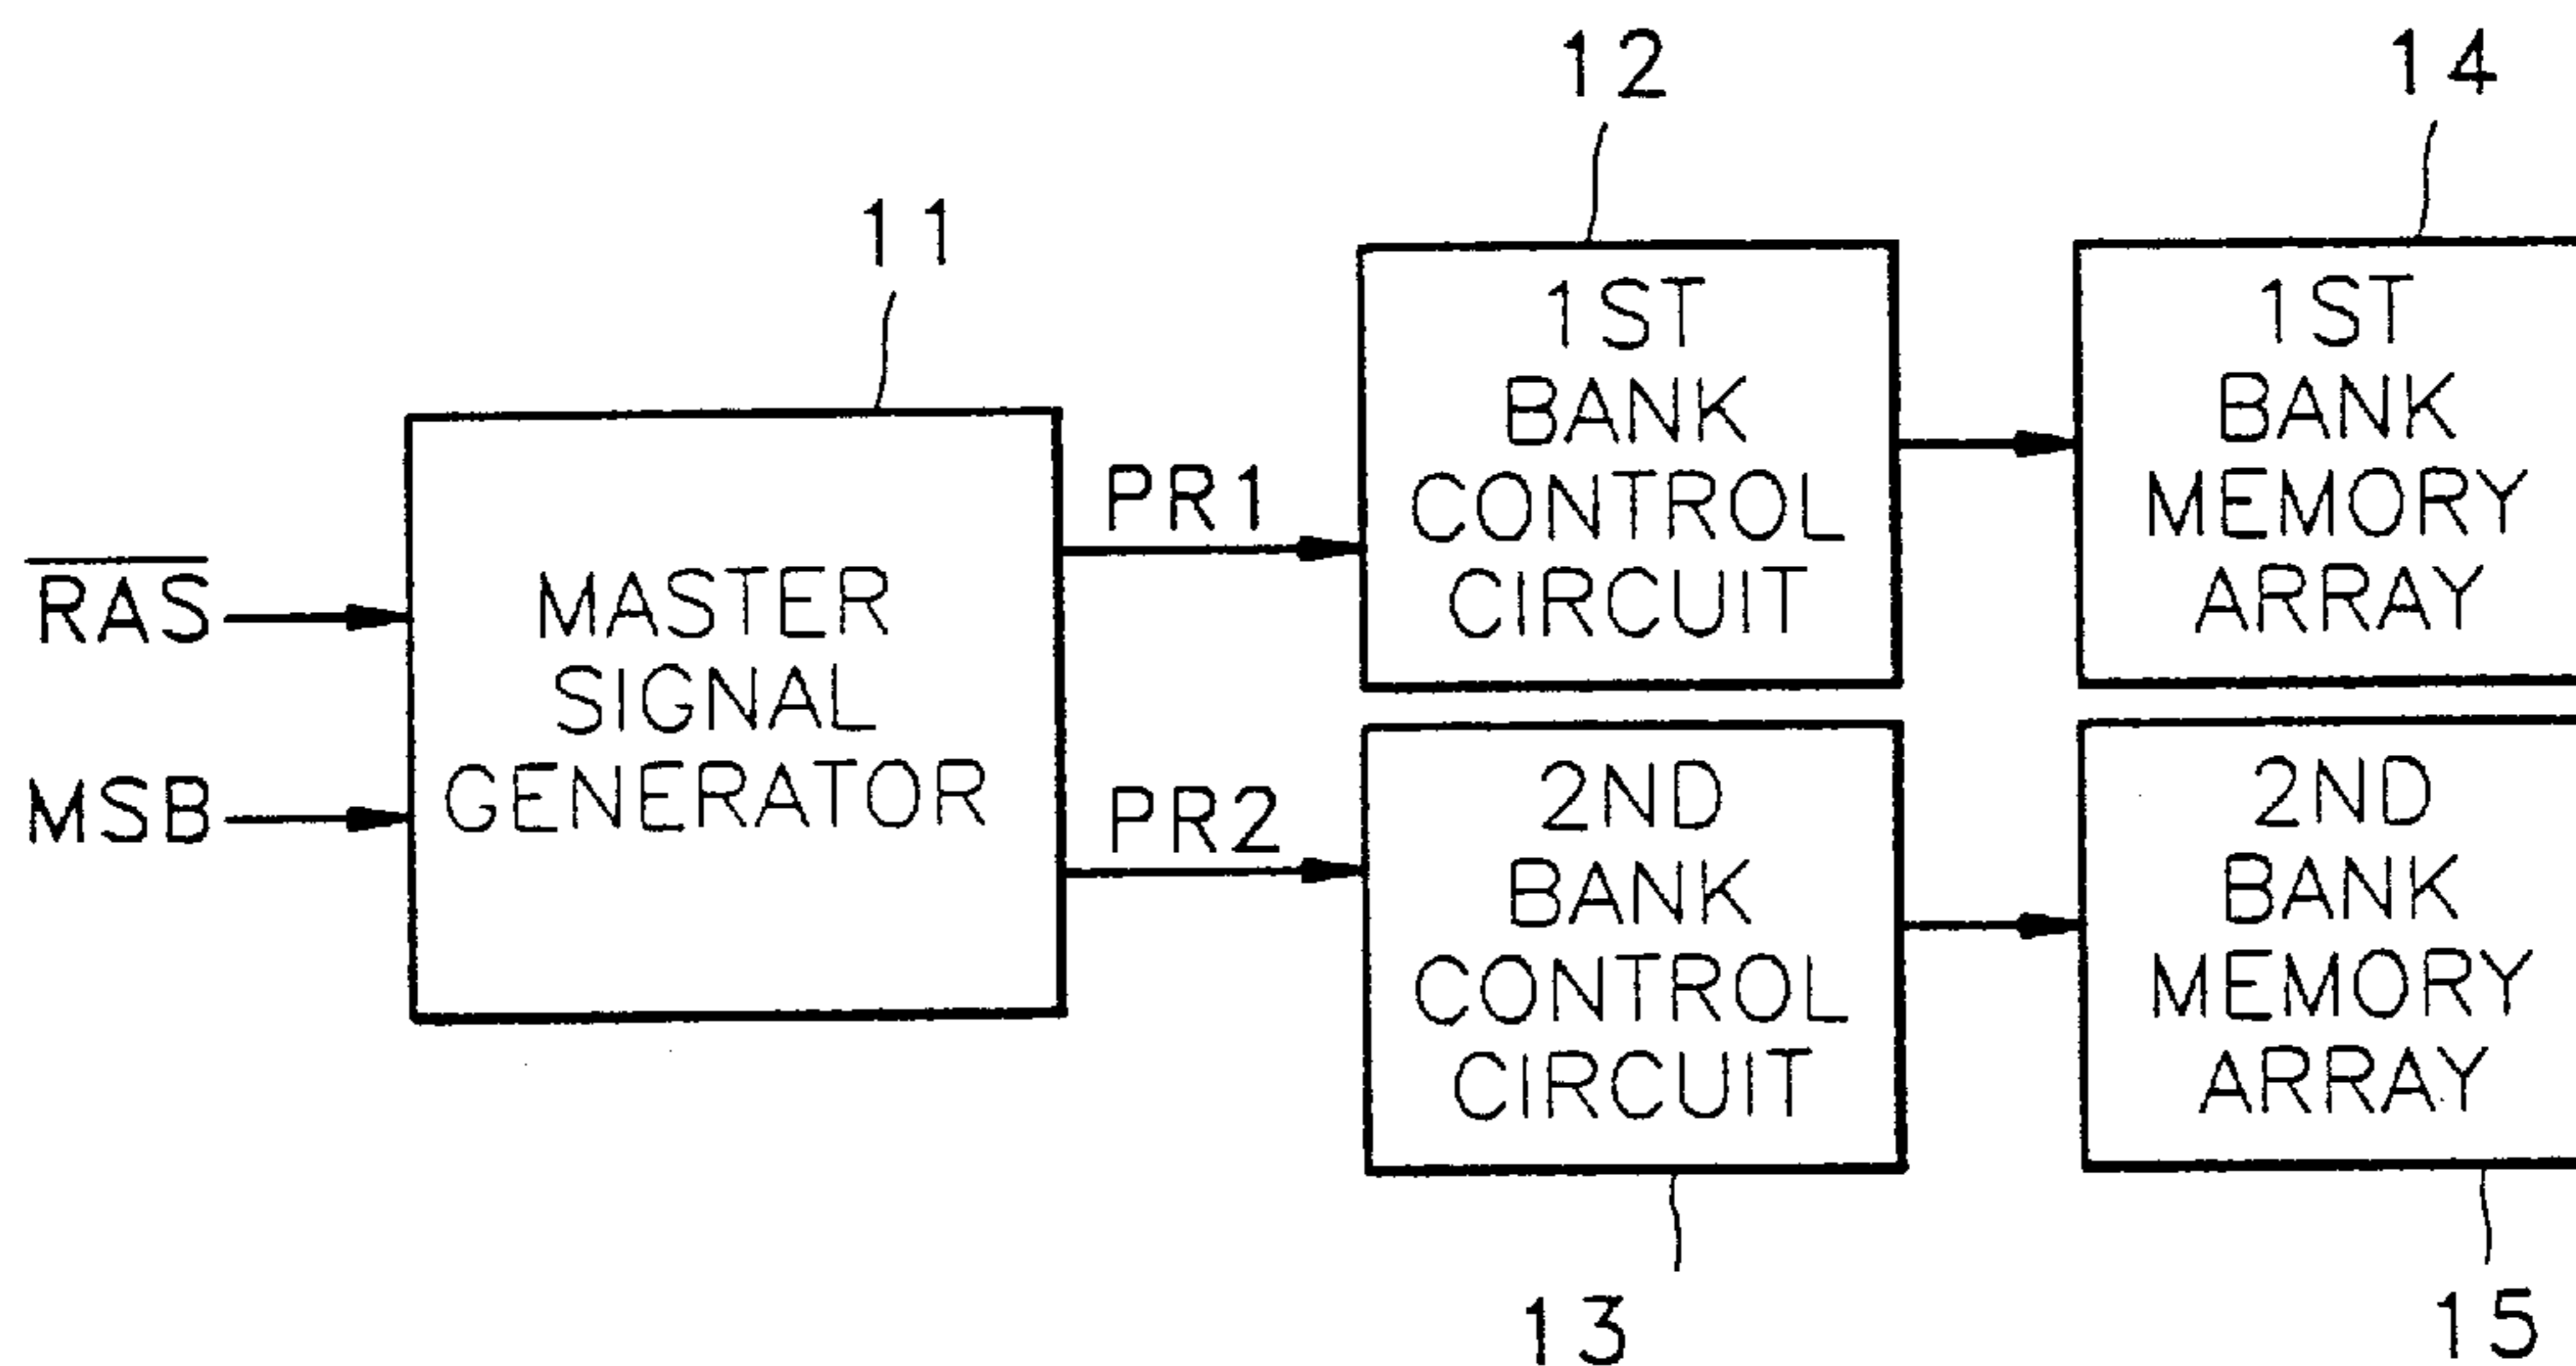 12
14
11
1ST
BANK
CONTROL
CIRCUIT
1ST
BANK
MEMORY
ARRAY
PR1
R̅A̅S̅
MSB
MASTER
SIGNAL
GENERATOR
PR2
2ND
BANK
CONTROL
CIRCUIT
2ND
BANK
MEMORY
ARRAY
13
15